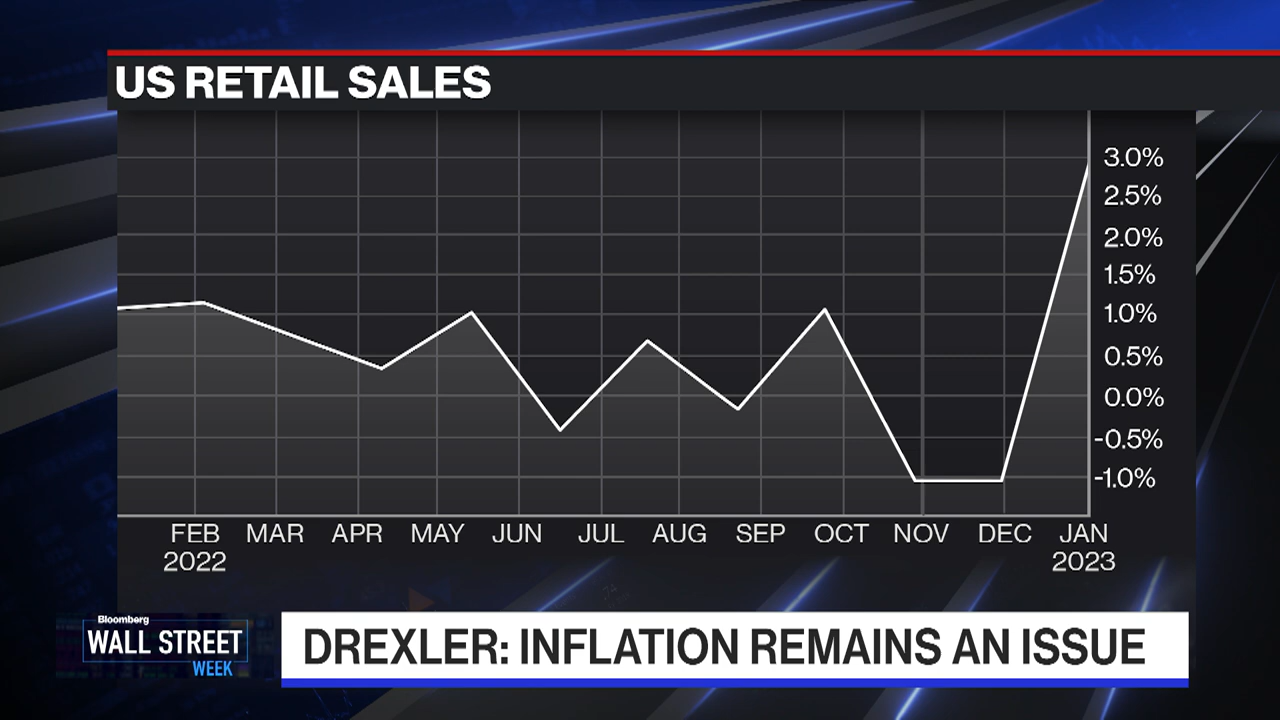 US RETAIL SALES
3.0%
2.5%
2.0%
1.5%
1.0%
0.5%
0.0%
-0.5%
-1.0%
FEB MAR APR MAY JUN JUL AUG SEP OCT NOV DEC JAN
2022 2023
Bloomberg
WALL STREET
WEEK
DREXLER: INFLATION REMAINS AN ISSUE